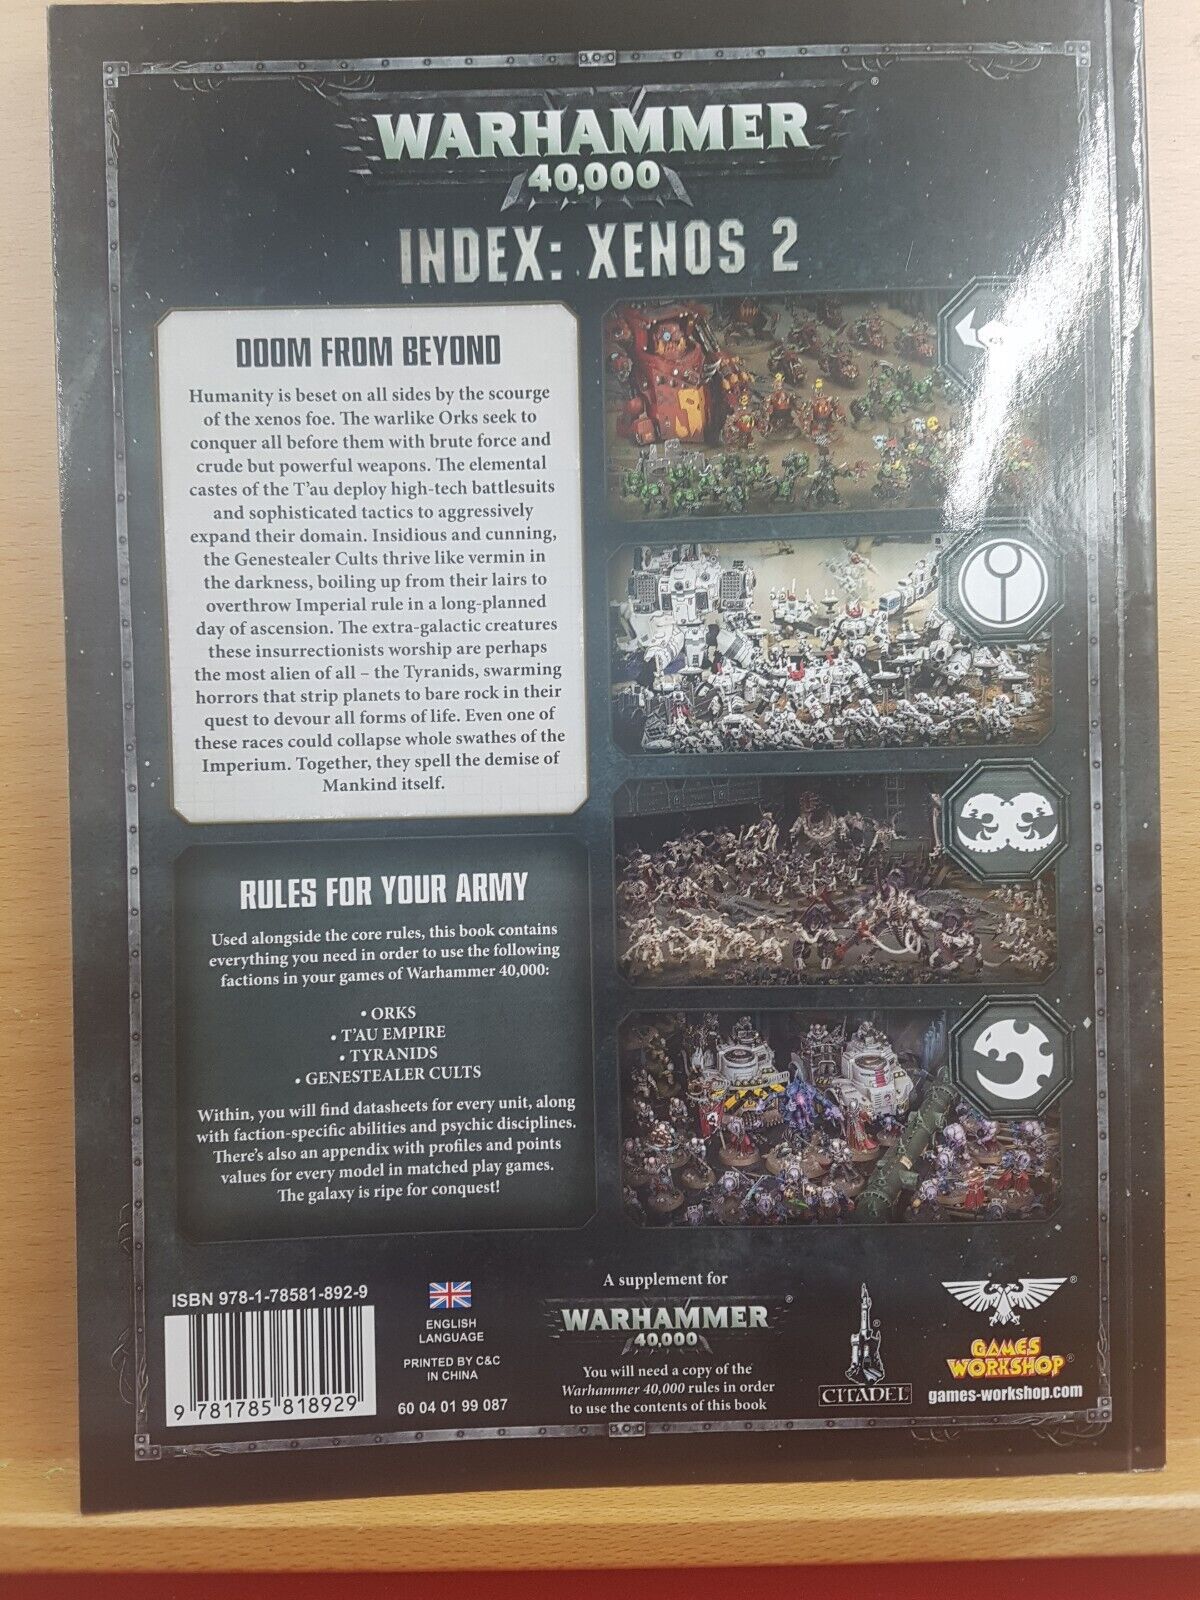 WARHAMMER
40,000
INDEX: XENOS 2
DOOM FROM BEYOND
Humanity is beset on all sides by the scourge
of the xenos foe. The warlike Orks seek to
conquer all before them with brute force and
crude but powerful weapons. The elemental
castes of the T'au deploy high-tech battlesuits
and sophisticated tactics to aggressively
expand their domain. Insidious and cunning,
the Genestealer Cults thrive like vermin in
the darkness, boiling up from their lairs to
overthrow Imperial rule in a long-planned
day of ascension. The extra-galactic creatures
these insurrectionists worship are perhaps
the most alien of all – the Tyranids, swarming
horrors that strip planets to bare rock in their
quest to devour all forms of life. Even one of
these races could collapse whole swathes of the
Imperium. Together, they spell the demise of
Mankind itself.
RULES FOR YOUR ARMY
Used alongside the core rules, this book contains
everything you need in order to use the following
factions in your games of Warhammer 40,000:
• ORKS
• T'AU EMPIRE
• TYRANIDS
• GENESTEALER CULTS
Within, you will find datasheets for every unit, along
with faction-specific abilities and psychic disciplines.
There's also an appendix with profiles and points
values for every model in matched play games.
The galaxy is ripe for conquest!
ISBN 978-1-78581-892-9
9 781785 818929
ENGLISH
LANGUAGE
PRINTED BY C&C
IN CHINA
60 04 01 99 087
A supplement for
WARHAMMER
40,000
You will need a copy of the
Warhammer 40,000 rules in order
to use the contents of this book
CITADEL
GAMES
WORKSHOP
games-workshop.com